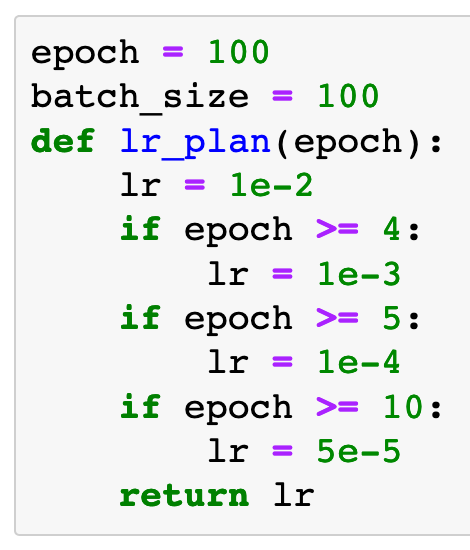 epoch = 100
batch_size = 100
def lr_plan(epoch):
    lr = 1e-2
    if epoch >= 4:
        lr = 1e-3
    if epoch >= 5:
        lr = 1e-4
    if epoch >= 10:
        lr = 5e-5
    return lr